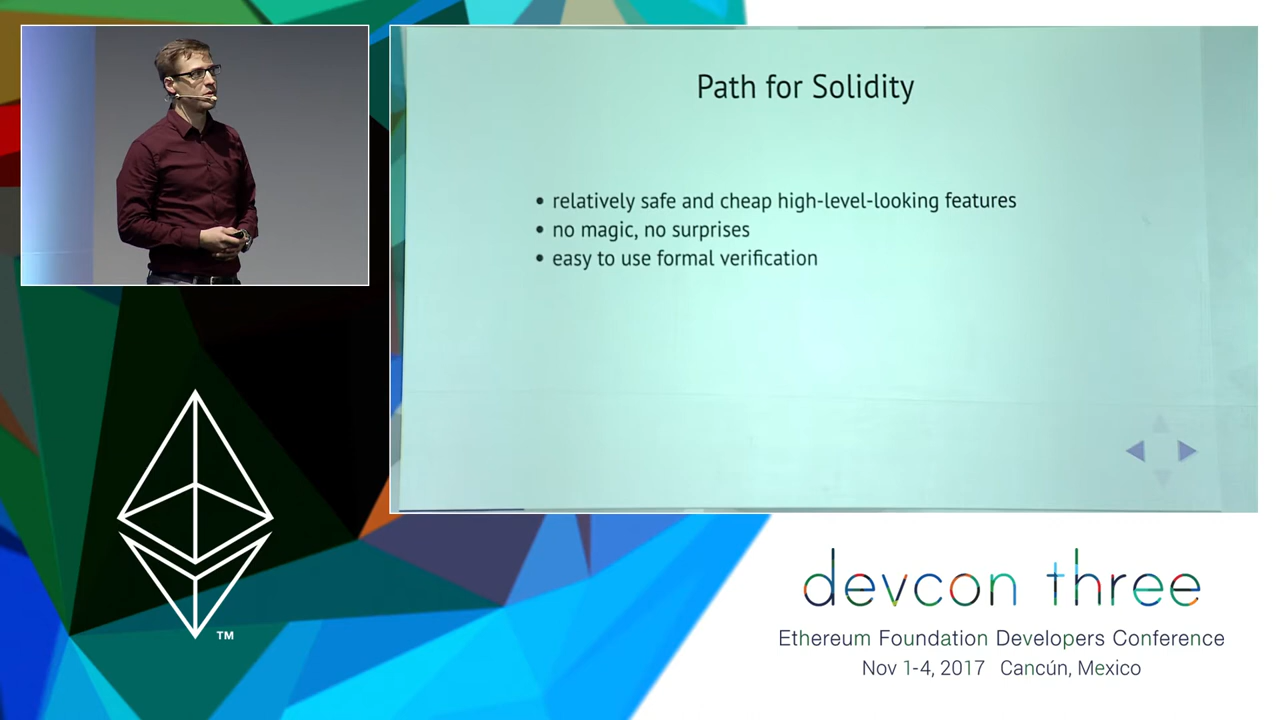 Path for Solidity
• relatively safe and cheap high-level-looking features
• no magic, no surprises
• easy to use formal verification
TM
devcon three
Ethereum Foundation Developers Conference
Nov 1-4, 2017 Cancún, Mexico